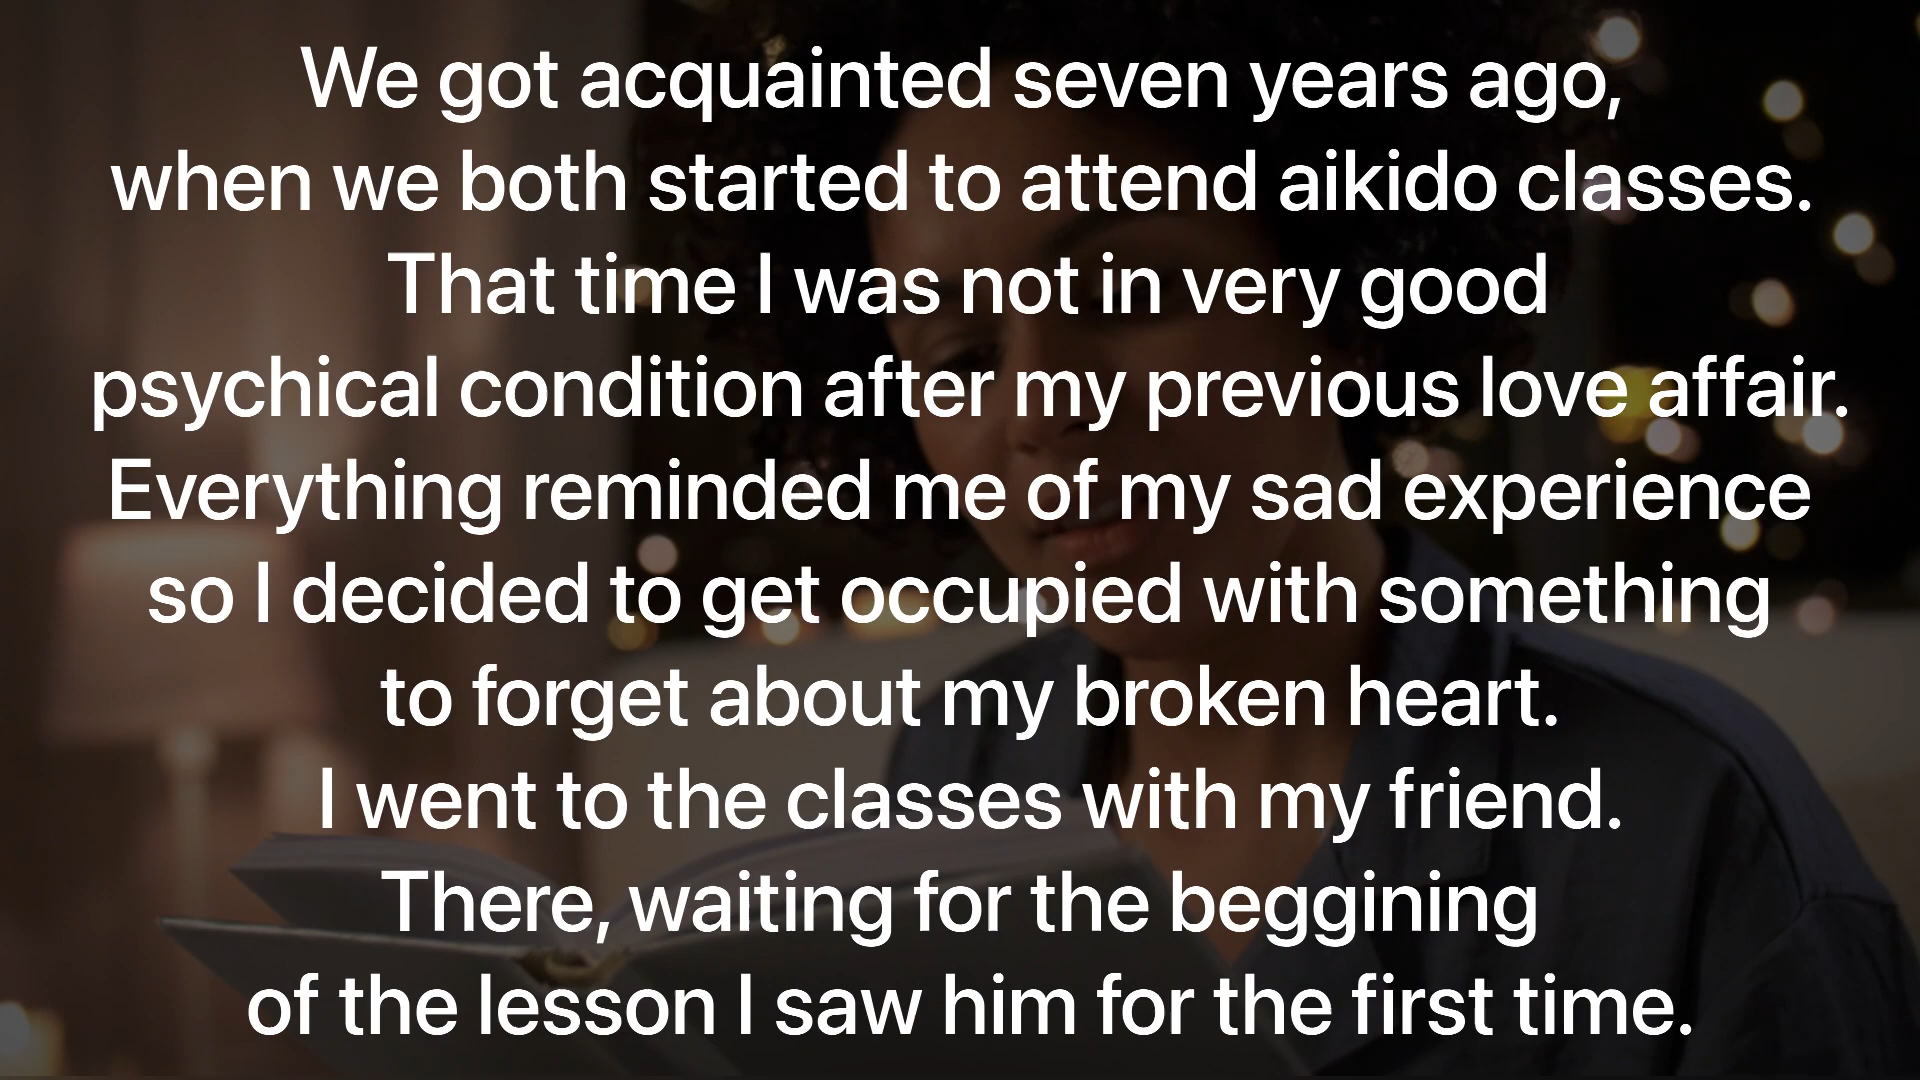 We got acquainted seven years ago,
when we both started to attend aikido classes.
That time I was not in very good
psychical condition after my previous love affair.
Everything reminded me of my sad experience
so I decided to get occupied with something
to forget about my broken heart.
I went to the classes with my friend.
There, waiting for the beggining
of the lesson I saw him for the first time.